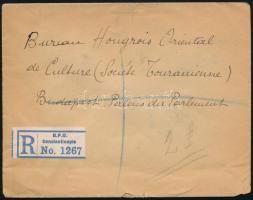 Bureau Hongrois Oriental
de Culture (Société Touranienne)
Budapest. Palais du Parlement
R
B.P.O.
Constantinople
No. 1267